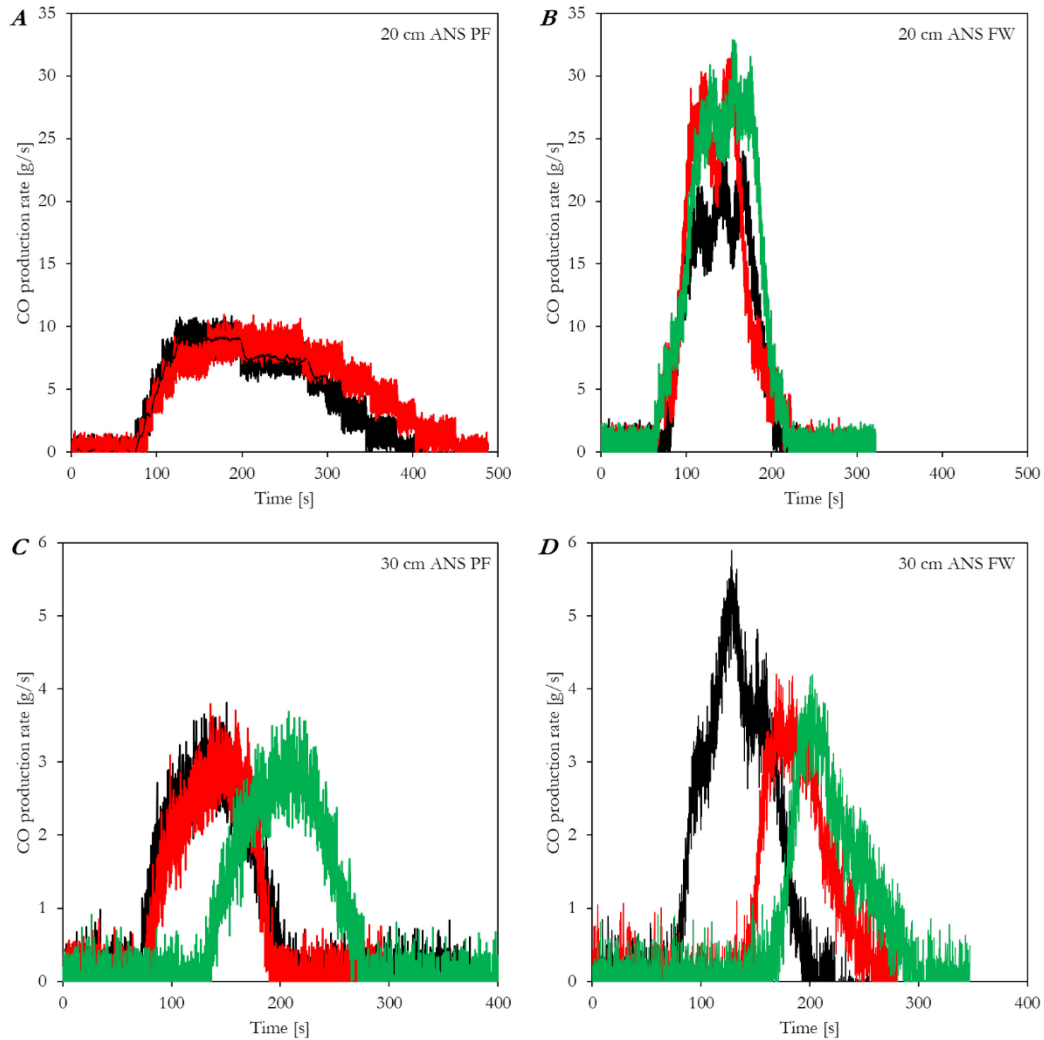 A
20 cm ANS PF
CO production rate [g/s]
35
30
25
20
15
10
5
0
0 100 200 300 400 500
Time [s]
B
20 cm ANS FW
CO production rate [g/s]
35
30
25
20
15
10
5
0
0 100 200 300 400 500
Time [s]
C
30 cm ANS PF
CO production rate [g/s]
6
5
4
3
2
1
0
0 100 200 300 400
Time [s]
D
30 cm ANS FW
CO production rate [g/s]
6
5
4
3
2
1
0
0 100 200 300 400
Time [s]